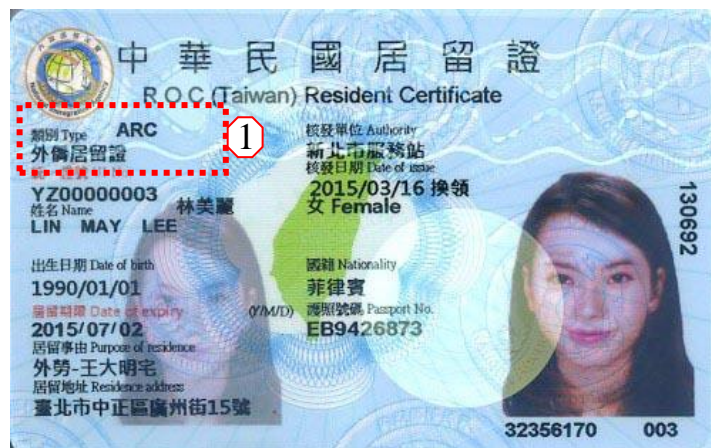 中華民國居留證
R.O.C.(Taiwan) Resident Certificate
類別 Type ARC
外僑居留證
1
核發單位 Authority
新北市服務站
核發日期 Date of issue
2015/03/16 換領
YZ00000003
姓名 Name 林美麗
LIN MAY LEE
女 Female
130692
出生日期 Date of birth
1990/01/01
國籍 Nationality
菲律賓
居留期限 Date of expiry (Y/M/D)
2015/07/02
護照號碼 Passport No.
EB9426873
居留事由 Purpose of residence
外勞-王大明宅
居留地址 Residence address
臺北市中正區廣州街15號
32356170 003